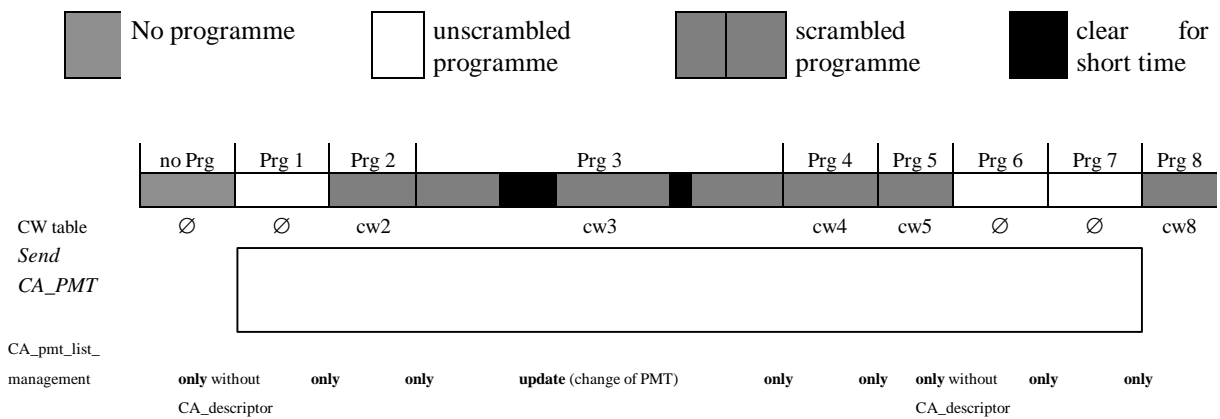 No programme
unscrambled
programme
scrambled
programme
clear for
short time
no Prg Prg 1 Prg 2 Prg 3 Prg 4 Prg 5 Prg 6 Prg 7 Prg 8
CW table ∅ ∅ cw2 cw3 cw4 cw5 ∅ ∅ cw8
Send
CA_PMT
CA_pmt_list_
management only without only only update (change of PMT) only only only without only only
CA_descriptor CA_descriptor